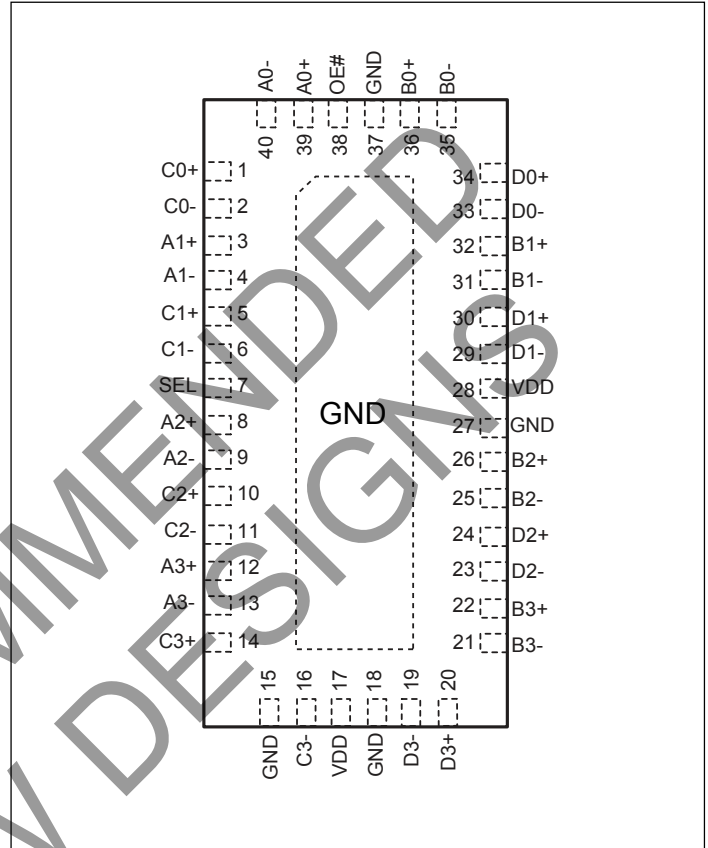 A0-
A0+
OE#
GND
B0+
B0-
40
39
38
37
36
35
C0+ 1
C0- 2
A1+ 3
A1- 4
C1+ 5
C1- 6
SEL 7
A2+ 8
A2- 9
C2+ 10
C2- 11
A3+ 12
A3- 13
C3+ 14
34 D0+
33 D0-
32 B1+
31 B1-
30 D1+
29 D1-
28 VDD
27 GND
26 B2+
25 B2-
24 D2+
23 D2-
22 B3+
21 B3-
GND
15
16
17
18
19
20
GND
C3-
VDD
GND
D3-
D3+
MMENDED
DESIGNS